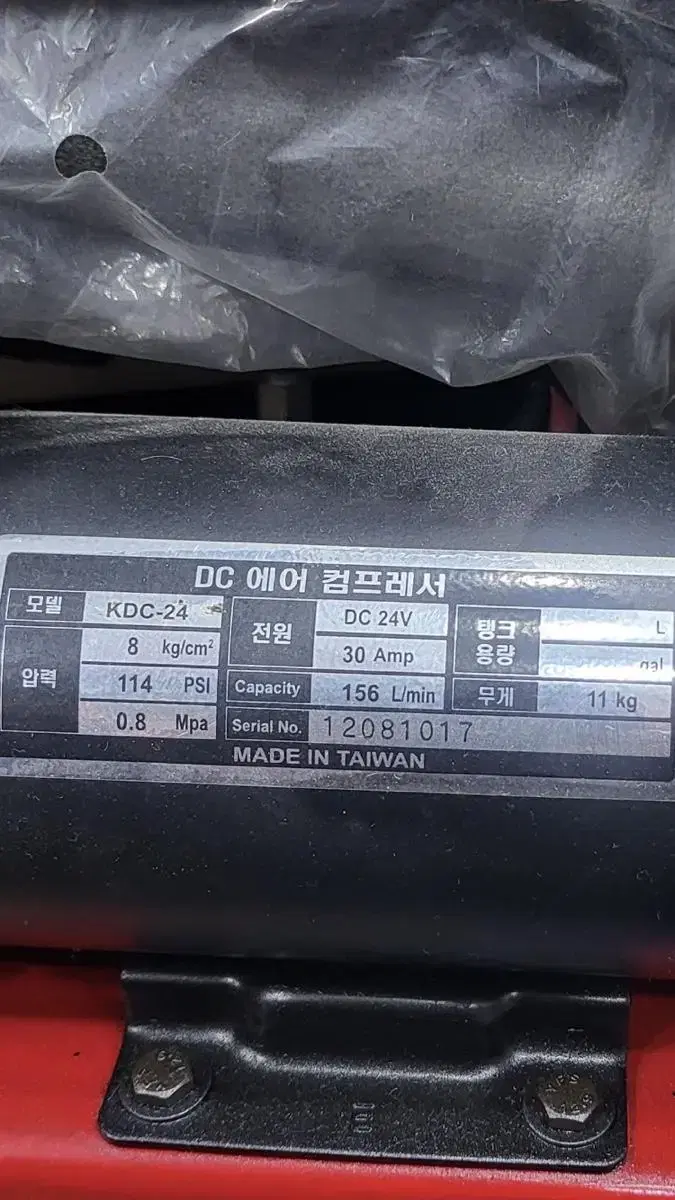 DC 에어 컴프레서
모델 KDC-24
압력 8 kg/cm²
114 PSI
0.8 Mpa
전원 DC 24V
30 Amp
Capacity 156 L/min
Serial No. 12081017
탱크 용량 L
gal
무게 11 kg
MADE IN TAIWAN